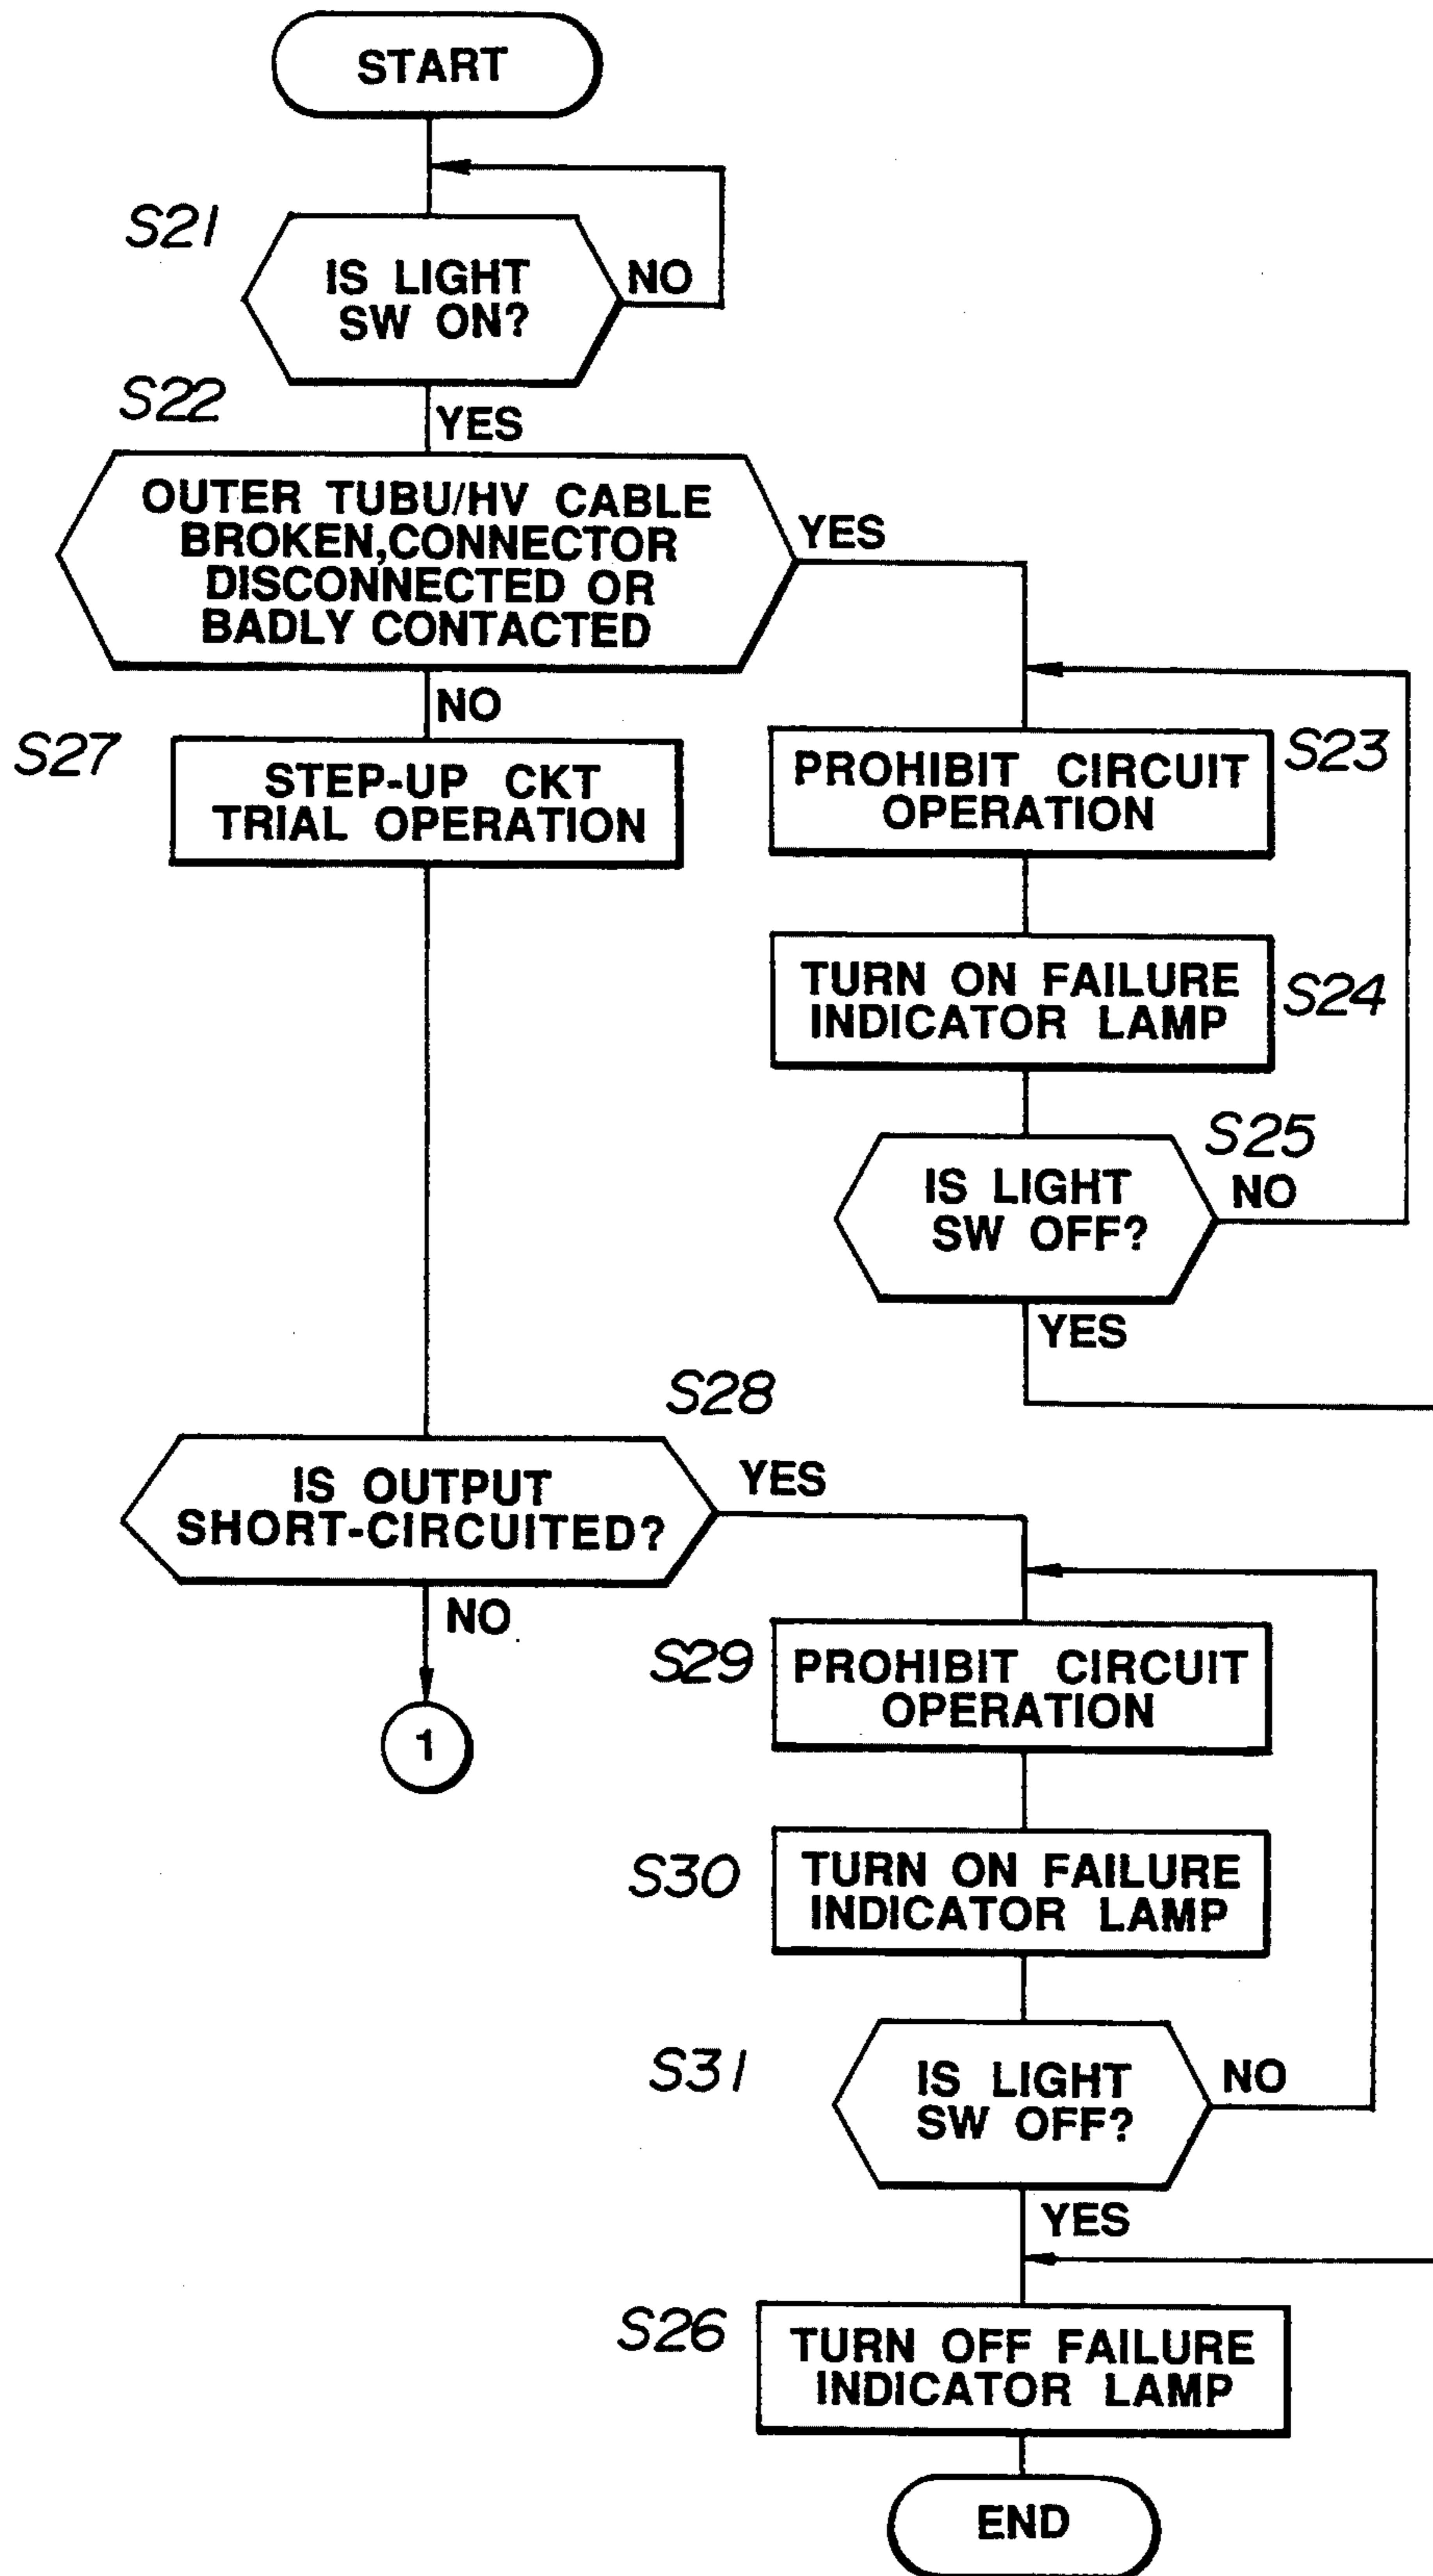 START
S21
IS LIGHT
SW ON?
NO
S22
YES
OUTER TUBU/HV CABLE
BROKEN,CONNECTOR
DISCONNECTED OR
BADLY CONTACTED
YES
NO
S27
STEP-UP CKT
TRIAL OPERATION
PROHIBIT CIRCUIT
OPERATION
S23
TURN ON FAILURE
INDICATOR LAMP
S24
S25
IS LIGHT
SW OFF?
NO
YES
S28
IS OUTPUT
SHORT-CIRCUITED?
YES
NO
1
S29
PROHIBIT CIRCUIT
OPERATION
S30
TURN ON FAILURE
INDICATOR LAMP
S31
IS LIGHT
SW OFF?
NO
YES
S26
TURN OFF FAILURE
INDICATOR LAMP
END